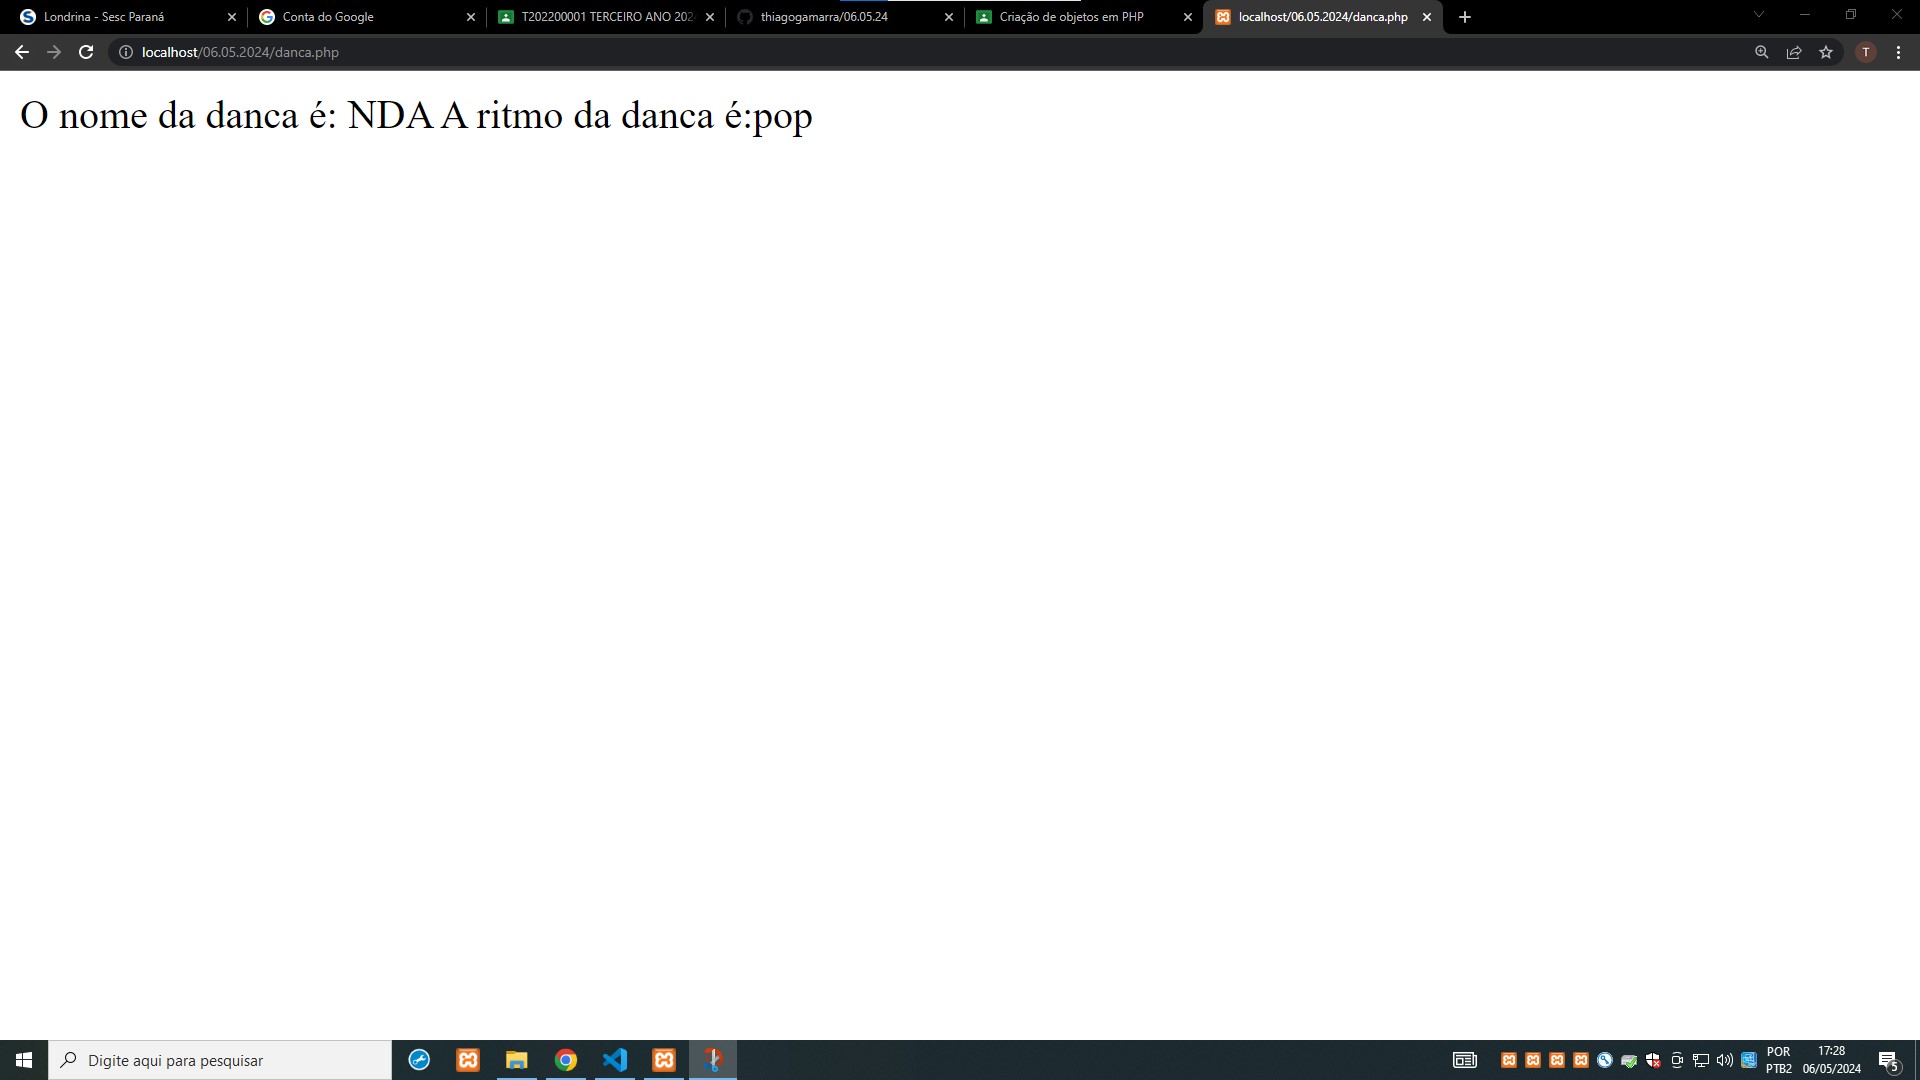 Londrina - Sesc Paraná
Conta do Google
T202200001 TERCEIRO ANO 202
thiagogamarra/06.05.24
Criação de objetos em PHP
localhost/06.05.2024/danca.php
localhost/06.05.2024/danca.php
T
O nome da danca é: NDA A ritmo da danca é:pop
Digite aqui para pesquisar
POR
PTB2
17:28
06/05/2024
5